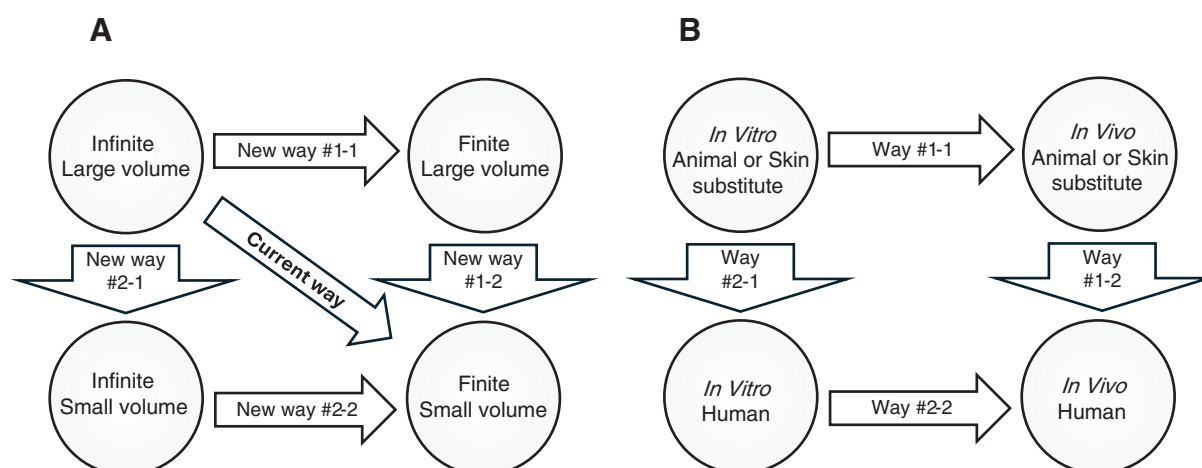 A
Infinite
Large volume
New way #1-1
Finite
Large volume
New way
#2-1
Current way
New way
#1-2
Infinite
Small volume
New way #2-2
Finite
Small volume
B
In Vitro
Animal or Skin
substitute
Way #1-1
In Vivo
Animal or Skin
substitute
Way
#2-1
Way
#1-2
In Vitro
Human
Way #2-2
In Vivo
Human